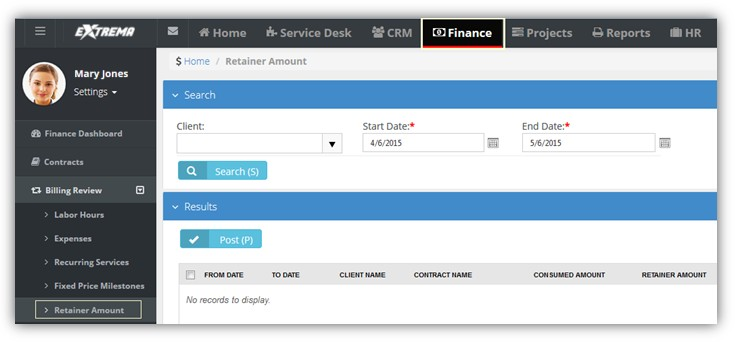 EXTREMA
Home Service Desk CRM Finance Projects Reports HR
Mary Jones
Settings
Finance Dashboard
Contracts
Billing Review
Labor Hours
Expenses
Recurring Services
Fixed Price Milestones
Retainer Amount
$ Home / Retainer Amount
Search
Client: Start Date:* End Date:*
4/6/2015 5/6/2015
Search (S)
Results
Post (P)
FROM DATE TO DATE CLIENT NAME CONTRACT NAME CONSUMED AMOUNT RETAINER AMOUNT
No records to display.